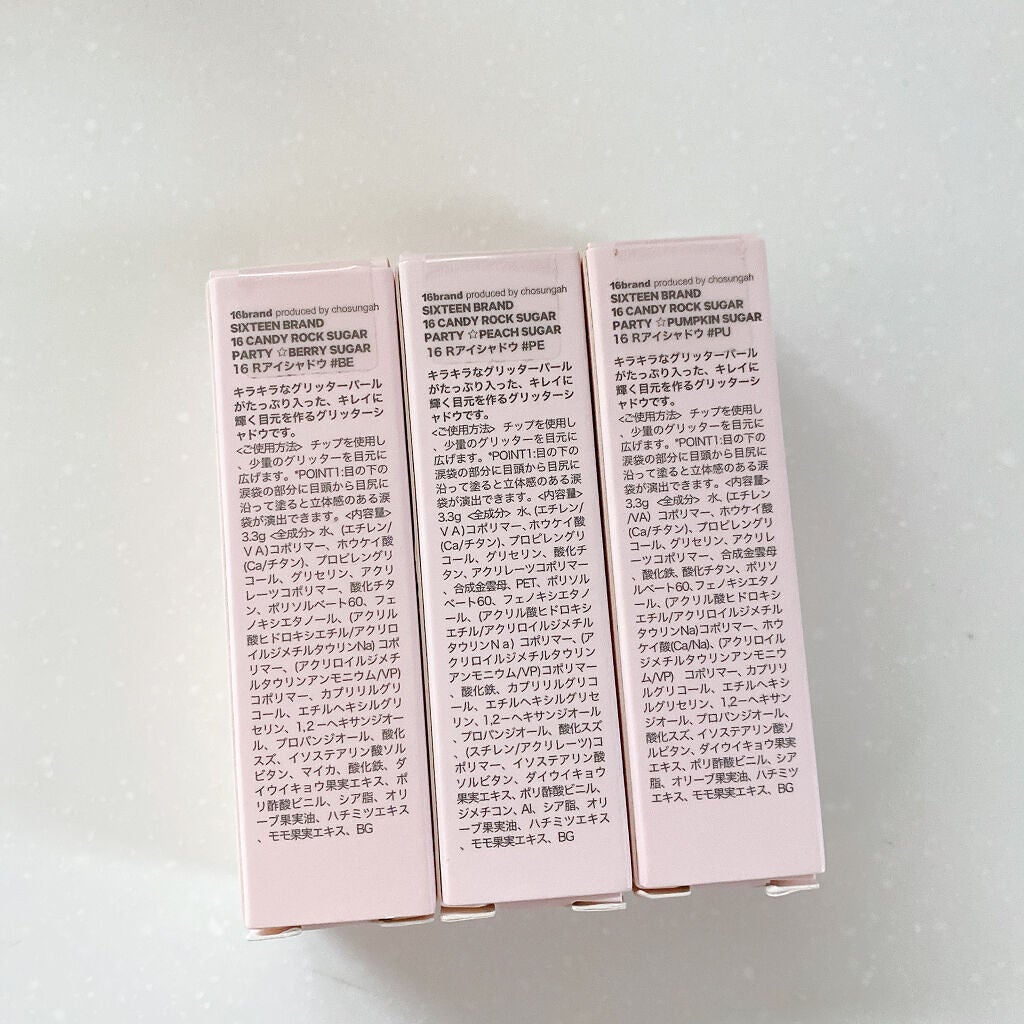 16brand produced by chosungah
SIXTEEN BRAND
16 CANDY ROCK SUGAR
PARTY ☆BERRY SUGAR
16 Rアイシャドウ #BE
キラキラなグリッターパール
がたっぷり入った、キレイに
輝く目元を作るグリッターシ
ャドウです。
<ご使用方法> チップを使用し
、少量のグリッターを目元に
広げます。*POINT1:目の下の
涙袋の部分に目頭から目尻に
沿って塗ると立体感のある涙
袋が演出できます。<内容量>
3.3g <全成分> 水、(エチレン/
ＶＡ)コポリマー、ホウケイ酸
(Ca/チタン)、プロピレングリ
コール、グリセリン、アクリ
レーツコポリマー、酸化チタ
ン、ポリソルベート60、フェ
ノキシエタノール、(アクリル
酸ヒドロキシエチル/アクリロ
イルジメチルタウリンNa) コポ
リマー、(アクリロイルジメチ
ルタウリンアンモニウム/VP)
コポリマー、カプリリルグリ
コール、エチルヘキシルグリ
セリン、1,2－ヘキサンジオー
ル、プロパンジオール、酸化
スズ、イソステアリン酸ソル
ビタン、マイカ、酸化鉄、ダ
イウイキョウ果実エキス、ポ
リ酢酸ビニル、シア脂、オリ
ーブ果実油、ハチミツエキス
、モモ果実エキス、BG
16brand produced by chosungah
SIXTEEN BRAND
16 CANDY ROCK SUGAR
PARTY ☆PEACH SUGAR
16 Rアイシャドウ #PE
キラキラなグリッターパール
がたっぷり入った、キレイに
輝く目元を作るグリッターシ
ャドウです。
<ご使用方法> チップを使用し
、少量のグリッターを目元に
広げます。*POINT1:目の下の
涙袋の部分に目頭から目尻に
沿って塗ると立体感のある涙
袋が演出できます。<内容量>
3.3g <全成分> 水、(エチレン/
ＶＡ)コポリマー、ホウケイ酸
(Ca/チタン)、プロピレングリ
コール、グリセリン、酸化チ
タン、アクリレーツコポリマー
、合成金雲母、PET、ポリソル
ベート60、フェノキシエタノ
ール、(アクリル酸ヒドロキシ
エチル/アクリロイルジメチル
タウリンＮａ) コポリマー、(ア
クリロイルジメチルタウリン
アンモニウム/VP)コポリマー
、酸化鉄、カプリリルグリコ
ール、エチルヘキシルグリセ
リン、1,2－ヘキサンジオール
、プロパンジオール、酸化スズ
、(スチレン/アクリレーツ)コ
ポリマー、イソステアリン酸
ソルビタン、ダイウイキョウ
果実エキス、ポリ酢酸ビニル、
ジメチコン、Al、シア脂、オリ
ーブ果実油、ハチミツエキス
、モモ果実エキス、BG
16brand produced by chosungah
SIXTEEN BRAND
16 CANDY ROCK SUGAR
PARTY ☆PUMPKIN SUGAR
16 Rアイシャドウ #PU
キラキラなグリッターパール
がたっぷり入った、キレイに
輝く目元を作るグリッターシ
ャドウです。
<ご使用方法> チップを使用し
、少量のグリッターを目元に
広げます。*POINT1:目の下の
涙袋の部分に目頭から目尻に
沿って塗ると立体感のある涙
袋が演出できます。<内容量>
3.3g <全成分> 水、(エチレン
/VA) コポリマー、ホウケイ酸
(Ca/チタン)、プロピレングリ
コール、グリセリン、アクリレ
ーツコポリマー、合成金雲母
、酸化鉄、酸化チタン、ポリソ
ルベート60、フェノキシエタノ
ール、(アクリル酸ヒドロキシエ
チル/アクリロイルジメチル
タウリンNa)コポリマー、ホウ
ケイ酸(Ca/Na)、(アクリロイル
ジメチルタウリンアンモニウ
ム/VP) コポリマー、カプリリ
ルグリコール、エチルヘキシ
ルグリセリン、1,2－ヘキサン
ジオール、プロパンジオール、
酸化スズ、イソステアリン酸ソ
ルビタン、ダイウイキョウ果実
エキス、ポリ酢酸ビニル、シア
脂、オリーブ果実油、ハチミツ
エキス、モモ果実エキス、BG